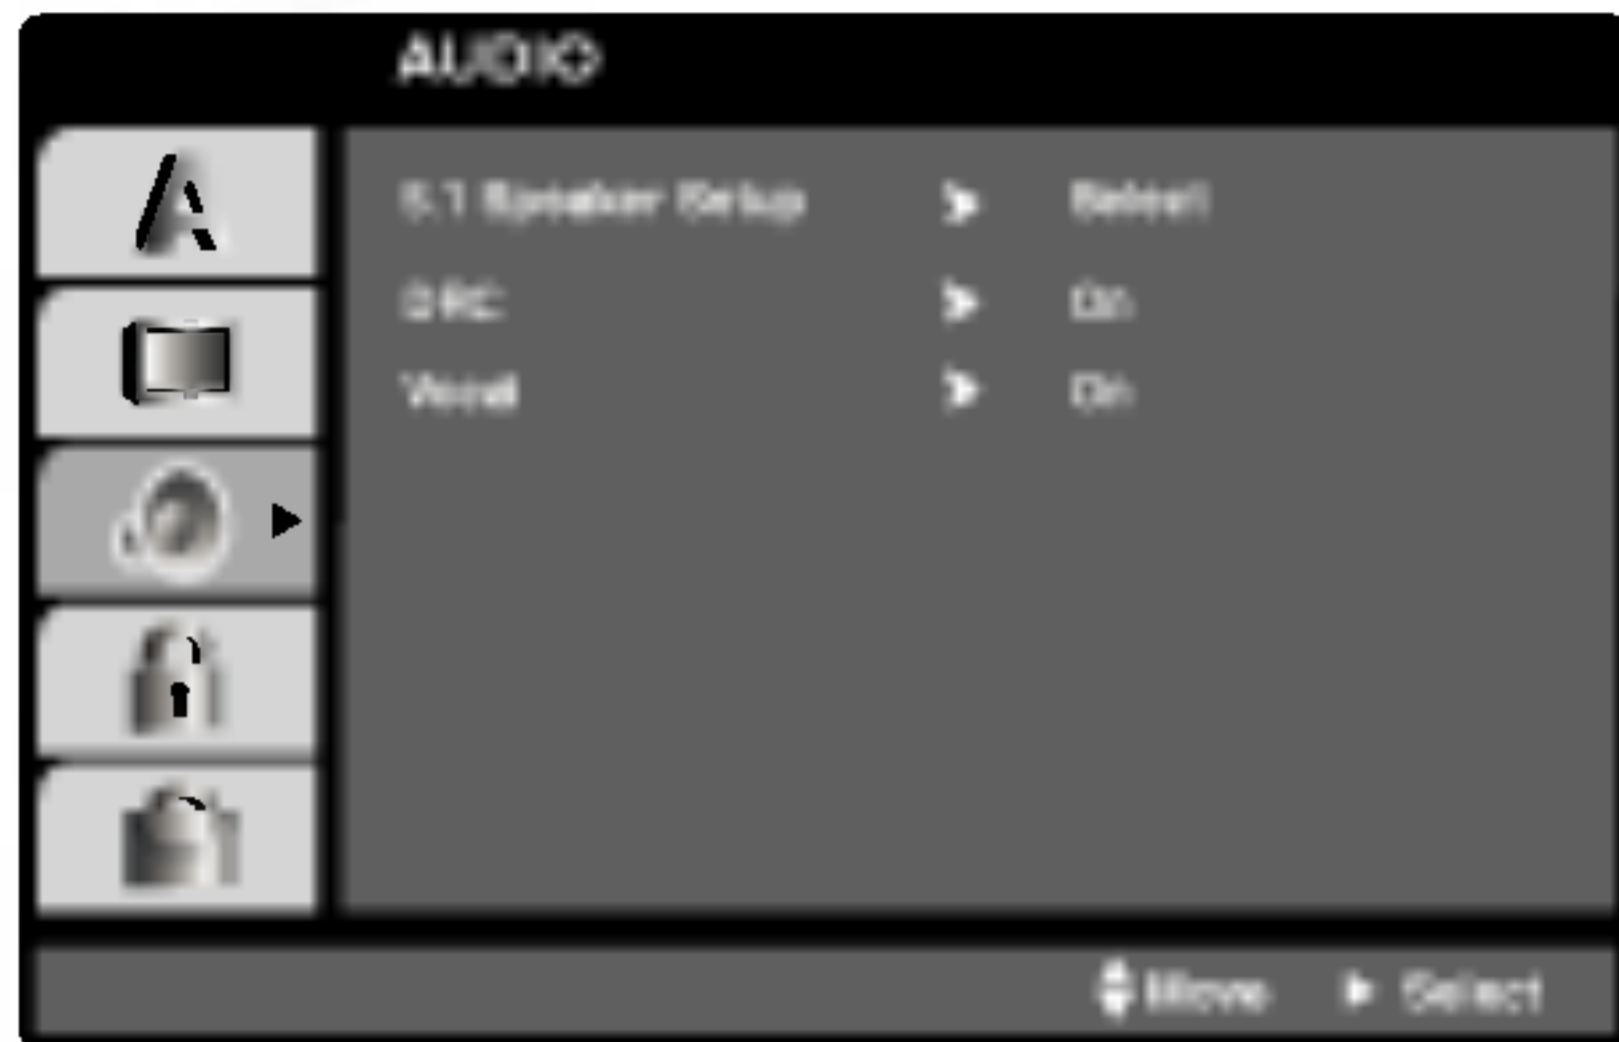 AUDIO
5.1 Speaker Setup Select
DRC On
Vocal On
Move Select